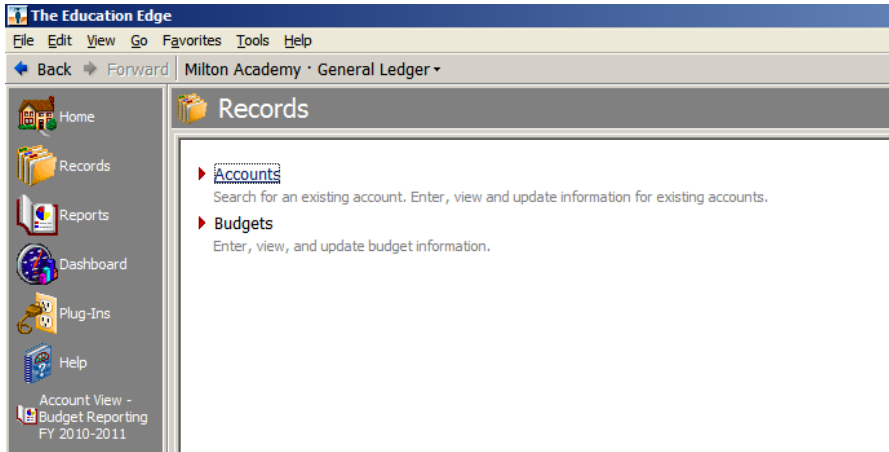 The Education Edge
File Edit View Go Favorites Tools Help
Back Forward Milton Academy · General Ledger
Home
Records
Reports
Dashboard
Plug-Ins
Help
Account View -
Budget Reporting
FY 2010-2011
Records
Accounts
Search for an existing account. Enter, view and update information for existing accounts.
Budgets
Enter, view, and update budget information.